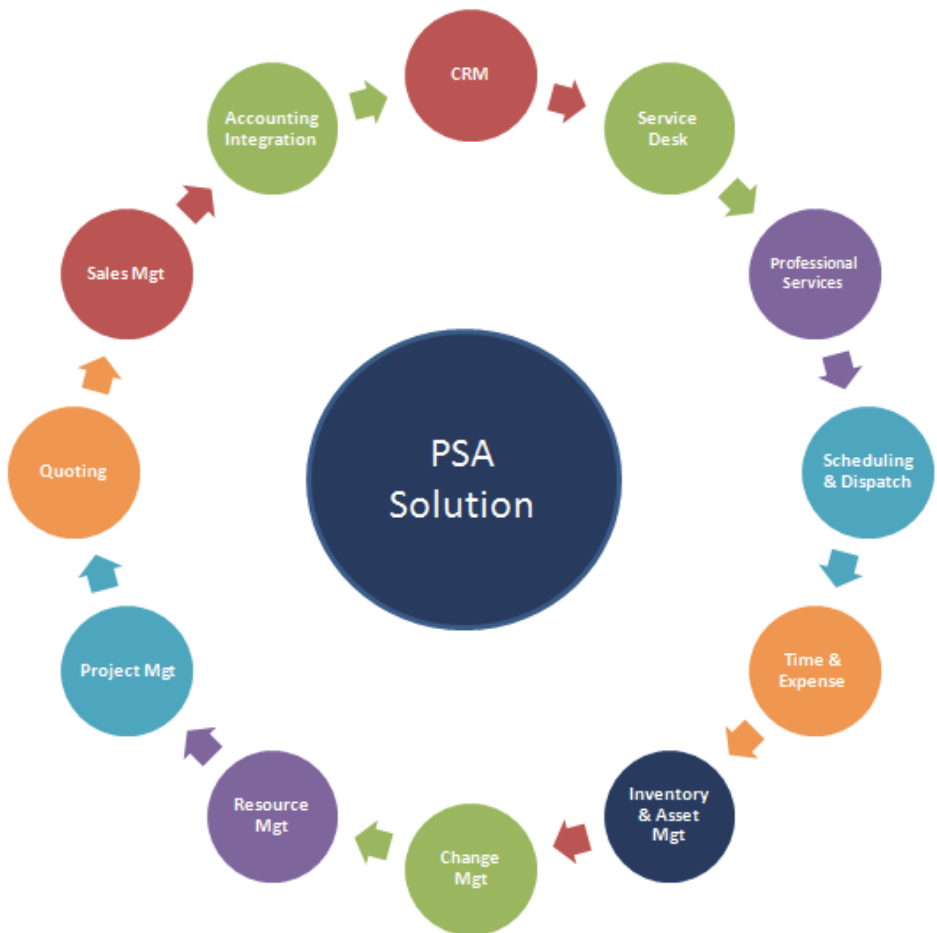 CRM
Service
Desk
Professional
Services
Scheduling
& Dispatch
Time &
Expense
Inventory
& Asset
Mgt
Change
Mgt
Resource
Mgt
Project Mgt
Quoting
Sales Mgt
Accounting
Integration
PSA
Solution